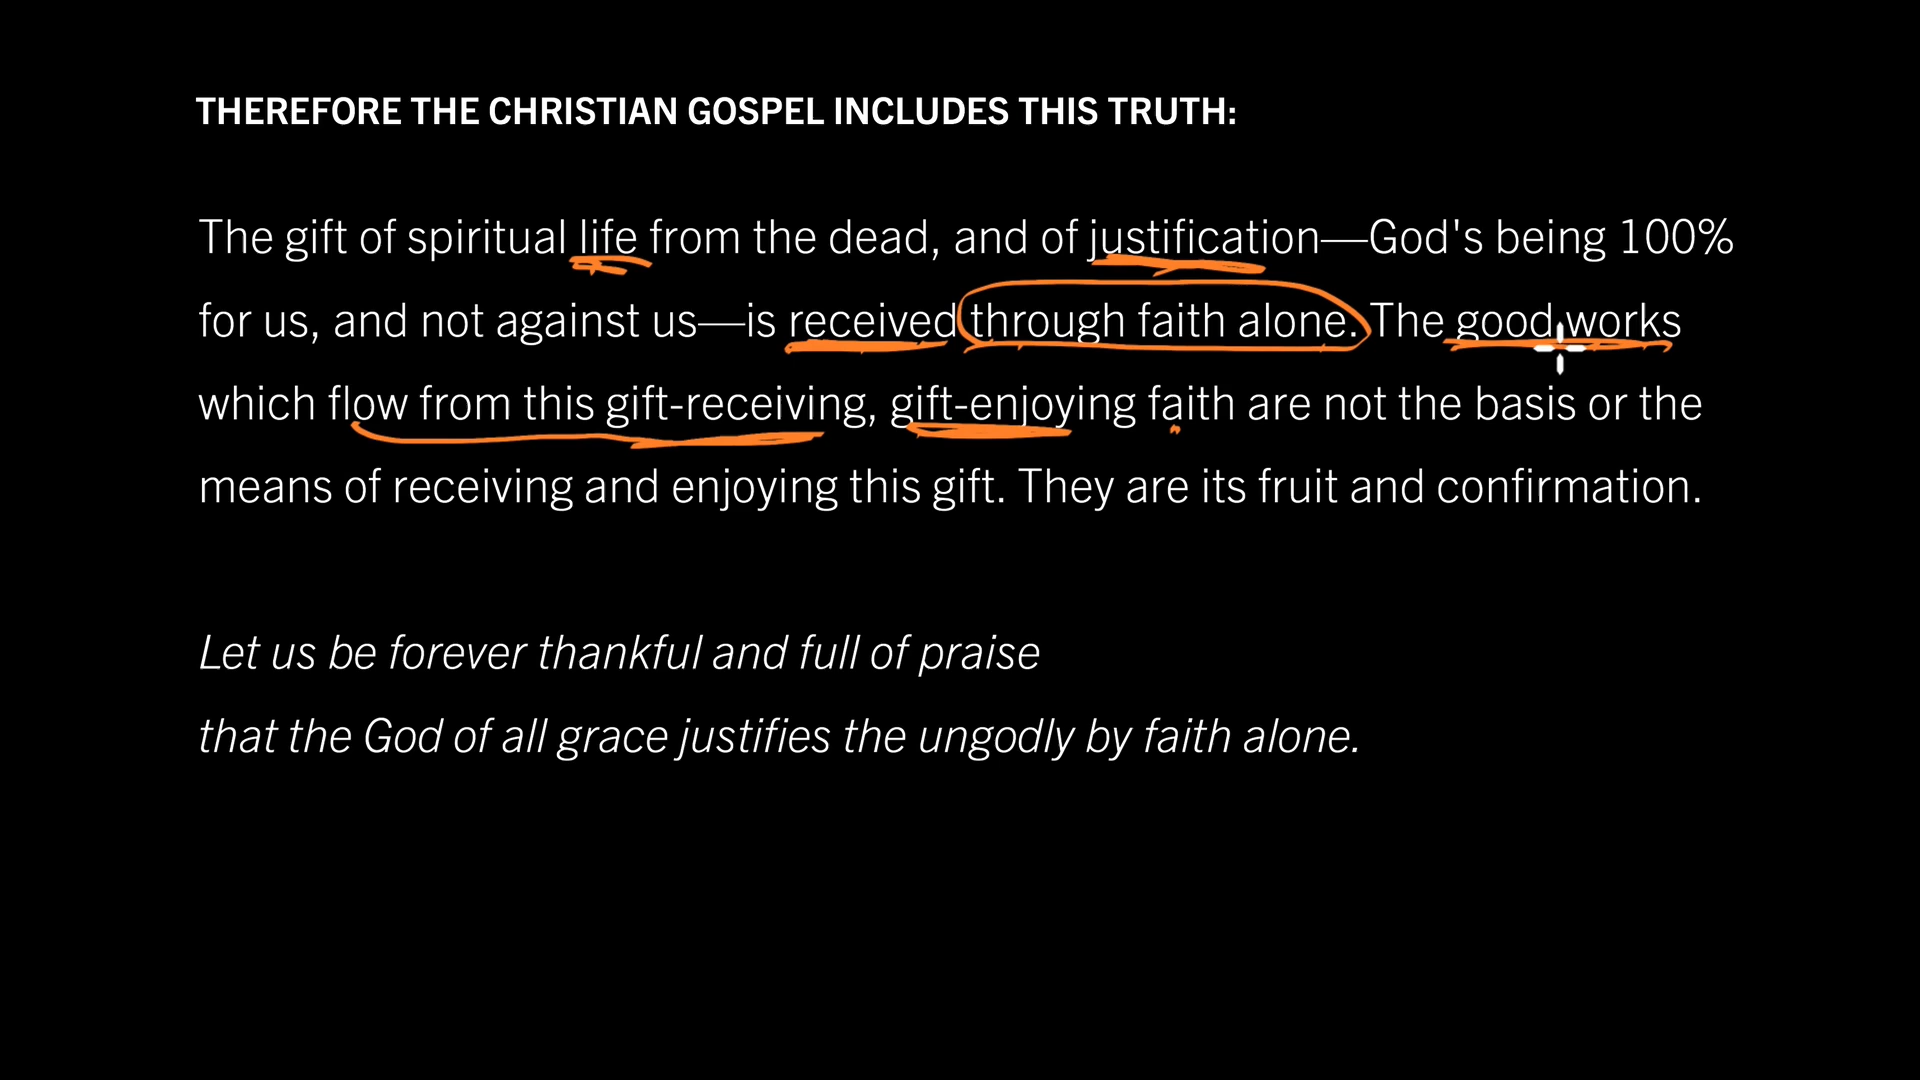 THEREFORE THE CHRISTIAN GOSPEL INCLUDES THIS TRUTH:
The gift of spiritual life from the dead, and of justification—God's being 100%
for us, and not against us—is received through faith alone. The good works
which flow from this gift-receiving, gift-enjoying faith are not the basis or the
means of receiving and enjoying this gift. They are its fruit and confirmation.
Let us be forever thankful and full of praise
that the God of all grace justifies the ungodly by faith alone.